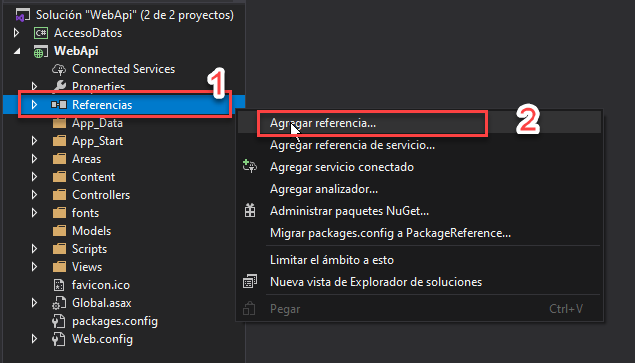 Solución "WebApi" (2 de 2 proyectos)
C# AccesoDatos
WebApi
Connected Services
Properties
1
Referencias
App_Data
App_Start
Areas
Content
Controllers
fonts
Models
Scripts
Views
favicon.ico
Global.asax
packages.config
Web.config
Agregar referencia...
2
Agregar referencia de servicio...
Agregar servicio conectado
Agregar analizador...
Administrar paquetes NuGet...
Migrar packages.config a PackageReference...
Limitar el ámbito a esto
Nueva vista de Explorador de soluciones
Pegar Ctrl+V